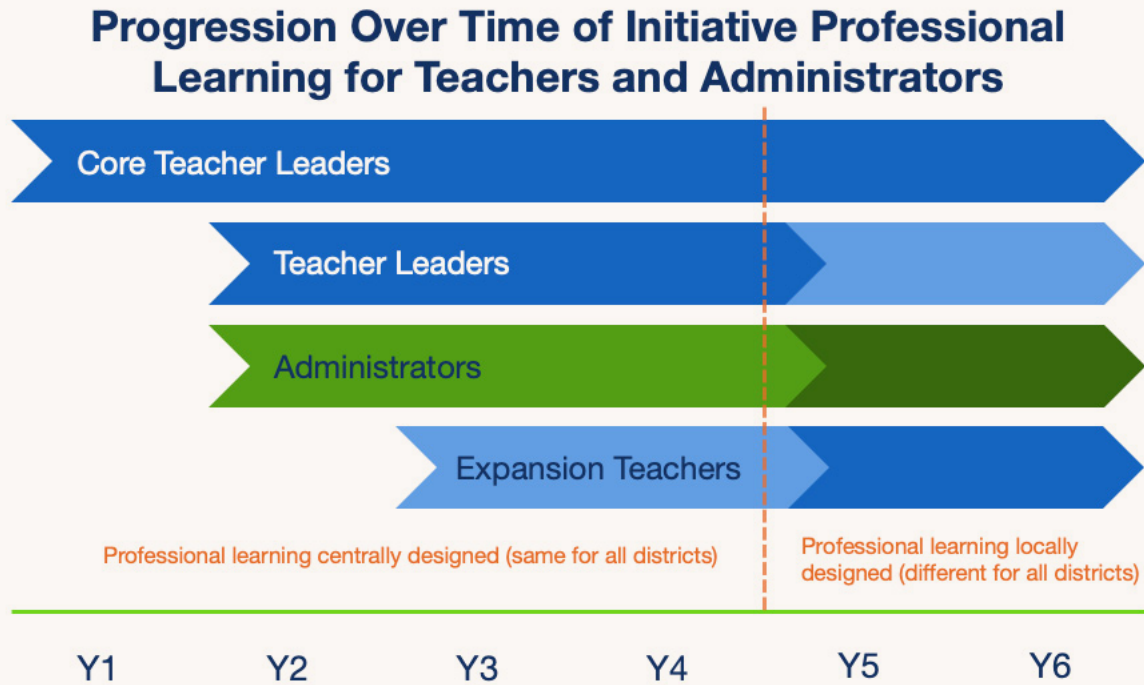 Progression Over Time of Initiative Professional
Learning for Teachers and Administrators
Core Teacher Leaders
Teacher Leaders
Administrators
Expansion Teachers
Professional learning centrally designed (same for all districts)
Professional learning locally
designed (different for all districts)
Y1 Y2 Y3 Y4 Y5 Y6